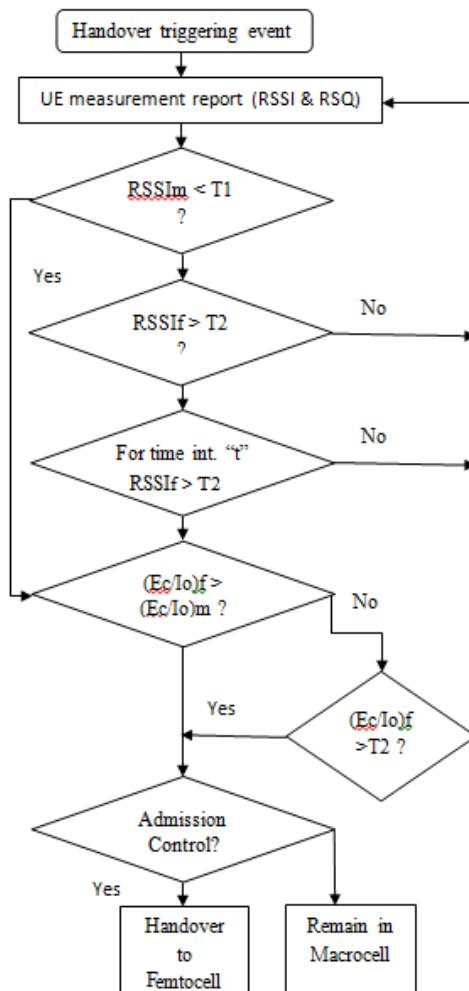 Handover triggering event
UE measurement report (RSSI & RSQ)
RSSIm < T1
?
Yes
RSSIf > T2
?
No
For time int. “t”
RSSIf > T2
No
(Ec/Io)f >
(Ec/Io)m ?
No
Yes
(Ec/Io)f
>T2 ?
Admission
Control?
Yes
Handover
to
Femtocell
Remain in
Macrocell